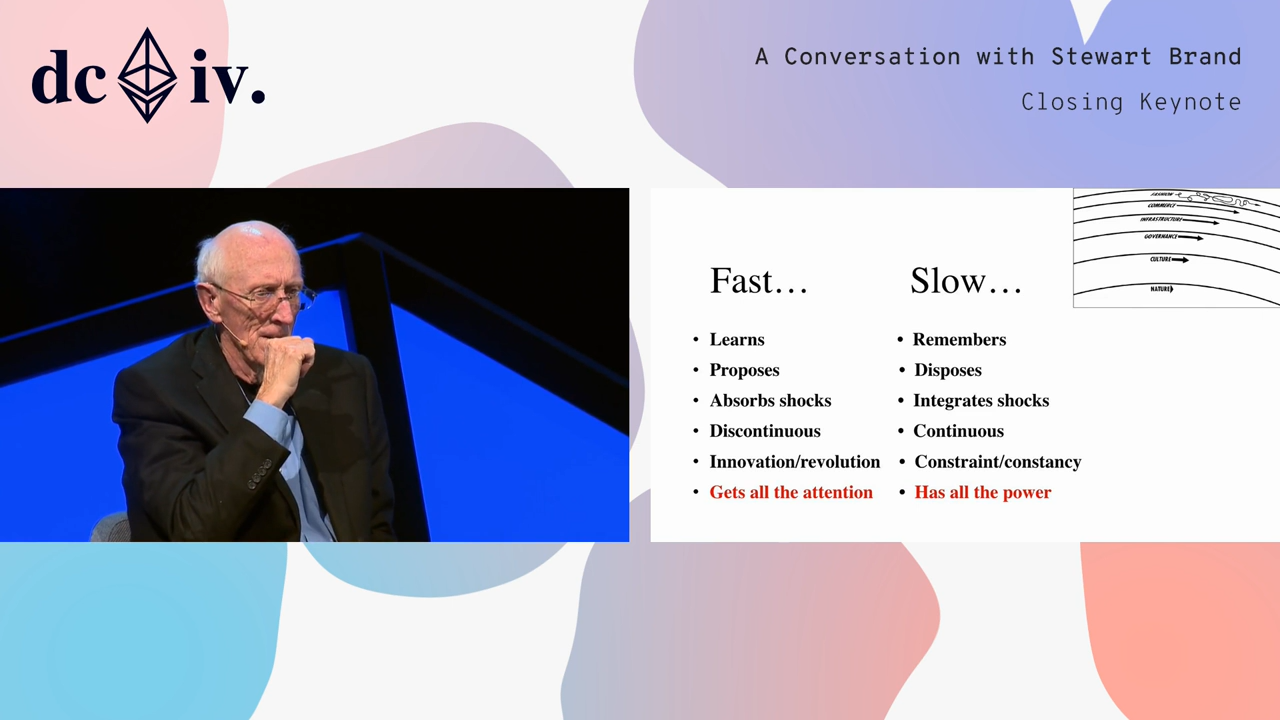 dc iv.
A Conversation with Stewart Brand
Closing Keynote
FASHION
COMMERCE
INFRASTRUCTURE
GOVERNANCE
CULTURE
NATURE
Fast… Slow…
• Learns • Remembers
• Proposes • Disposes
• Absorbs shocks • Integrates shocks
• Discontinuous • Continuous
• Innovation/revolution • Constraint/constancy
• Gets all the attention • Has all the power